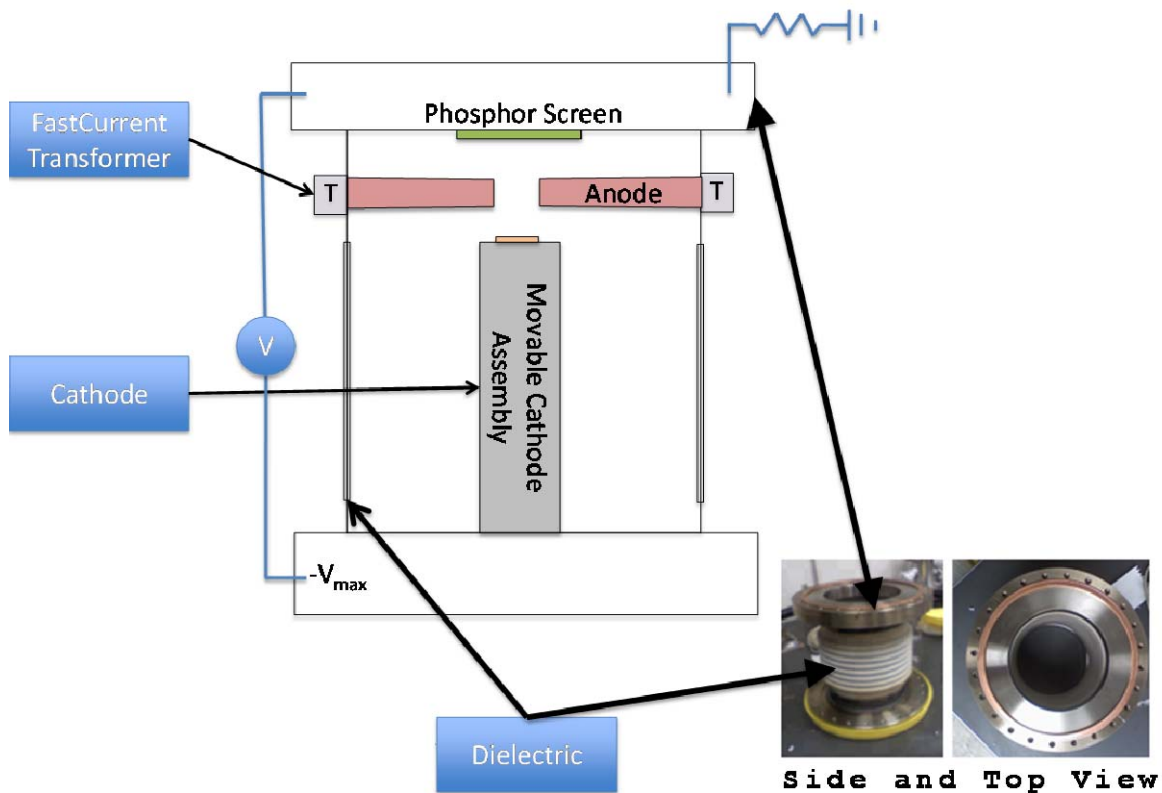 Phosphor Screen
FastCurrent
Transformer
T
Anode
T
Movable Cathode
Assembly
V
Cathode
-Vmax
Dielectric
Side and Top View